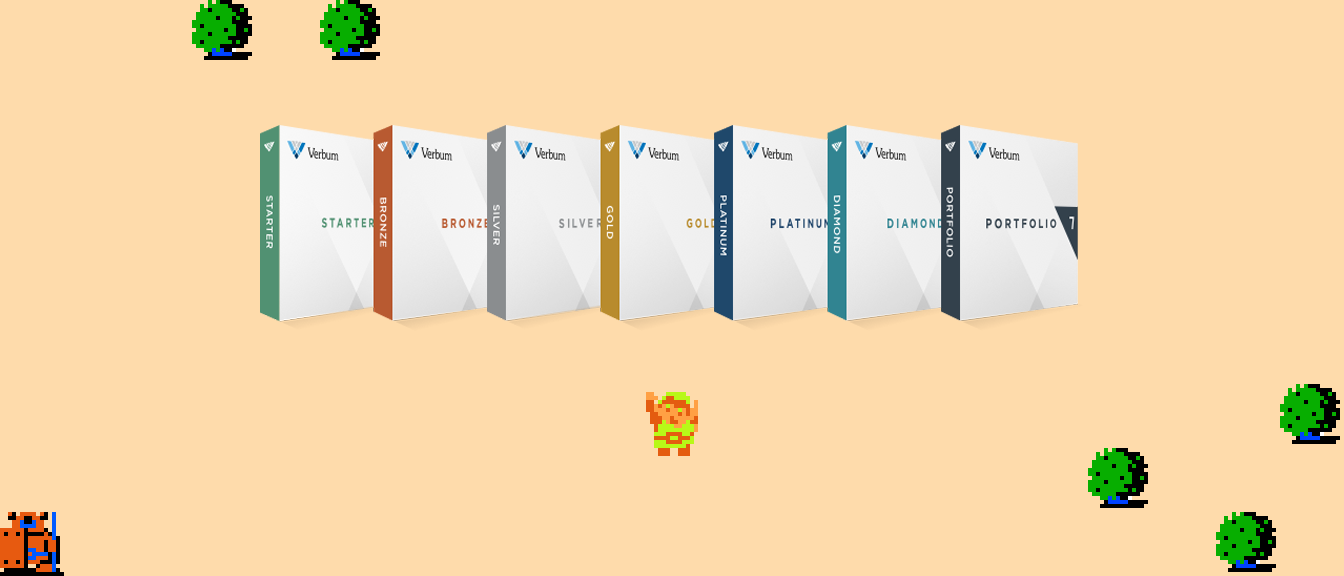 STARTER
Verbum
STARTER
BRONZE
Verbum
BRONZE
SILVER
Verbum
SILVER
GOLD
Verbum
GOLD
PLATINUM
Verbum
PLATINUM
DIAMOND
Verbum
DIAMOND
PORTFOLIO
Verbum
PORTFOLIO
7